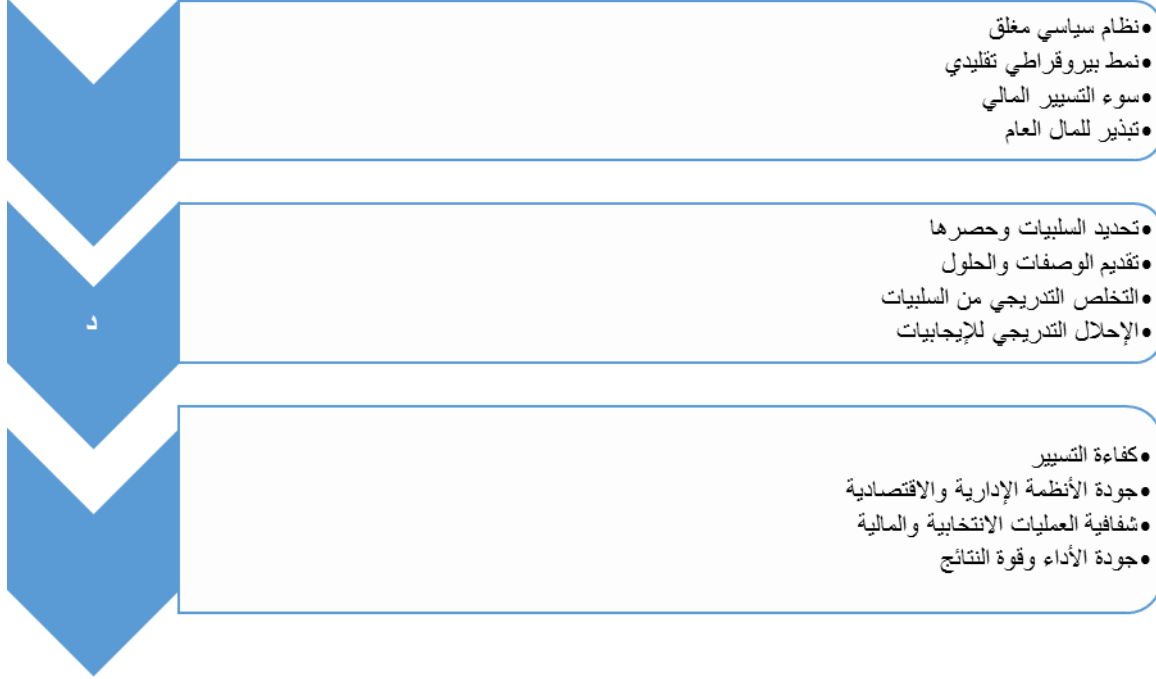 •نظام سياسي مغلق
•نمط بيروقراطي تقليدي
•سوء التسيير المالي
•تبذير للمال العام
•تحديد السلبيات وحصرها
•تقديم الوصفات والحلول
•التخلص التدريجي من السلبيات
•الإحلال التدريجي للإيجابيات
د
•كفاءة التسيير
•جودة الأنظمة الإدارية والاقتصادية
•شفافية العمليات الانتخابية والمالية
•جودة الأداء وقوة النتائج